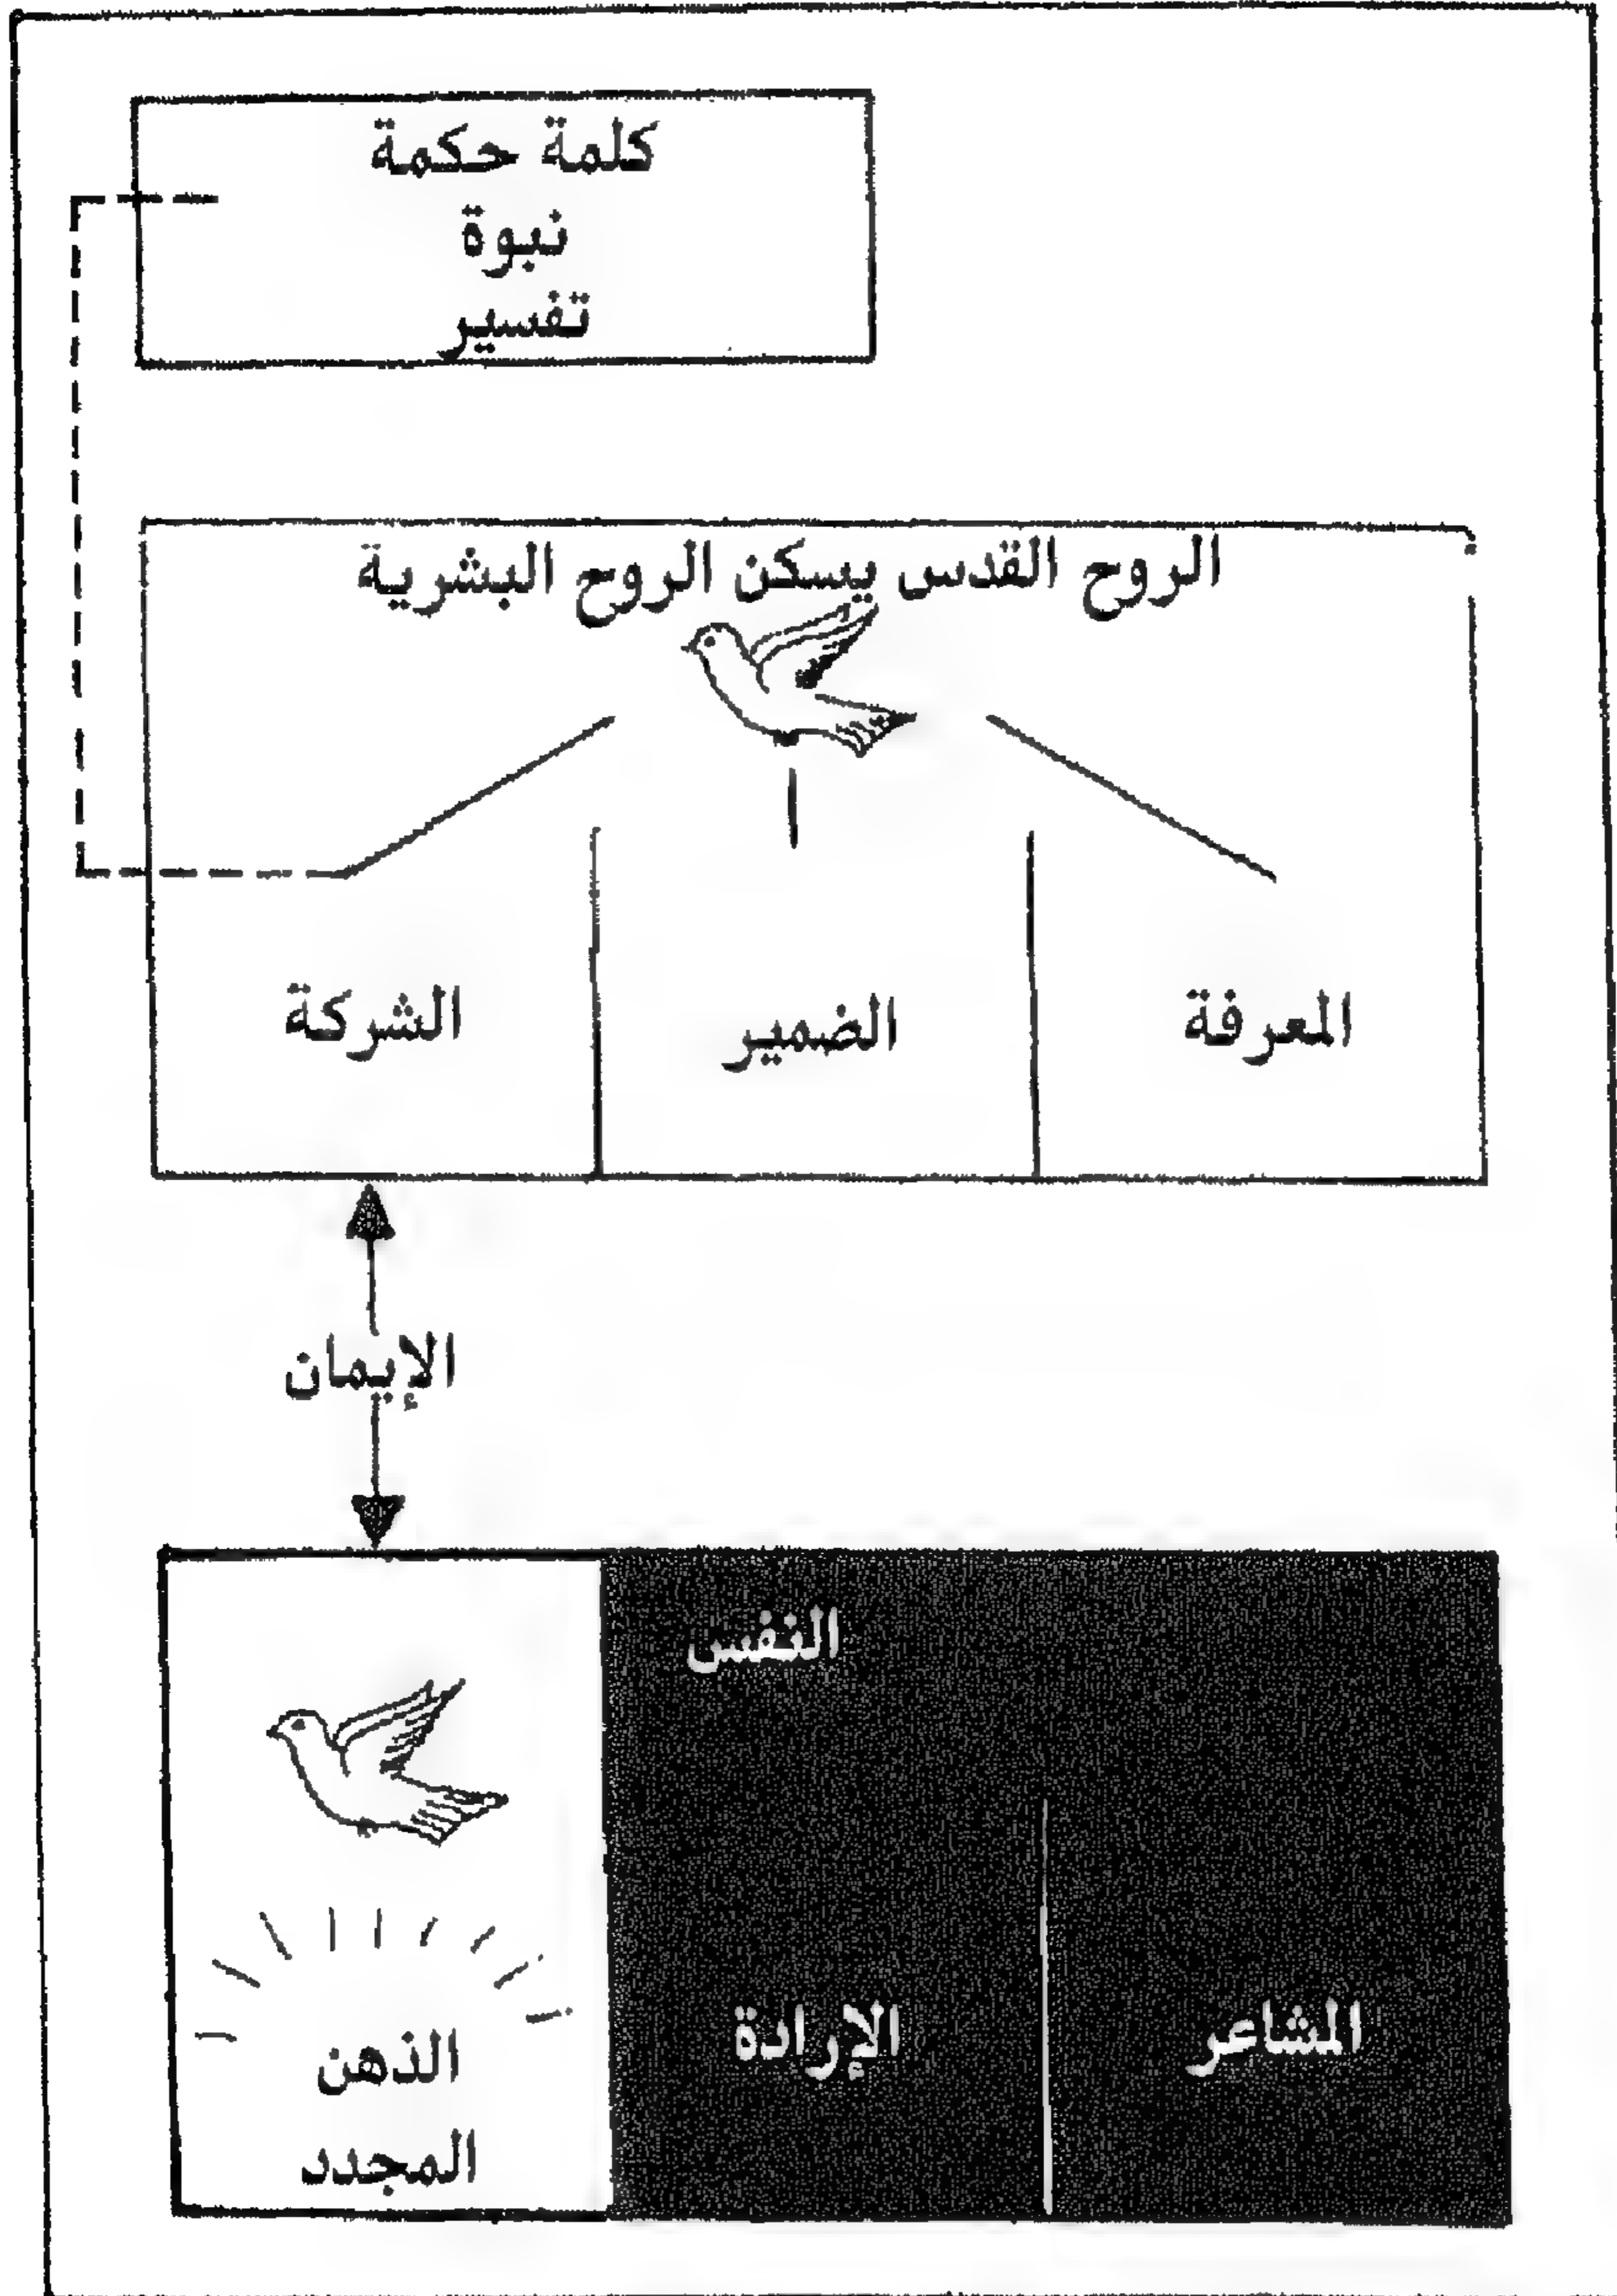 كلمة حكمة
نبوة
تفسير
الروح القدس يسكن الروح البشرية
المعرفة
الضمير
الشركة
الإيمان
النفس
المشاعر
الإرادة
الذهن
المجدد